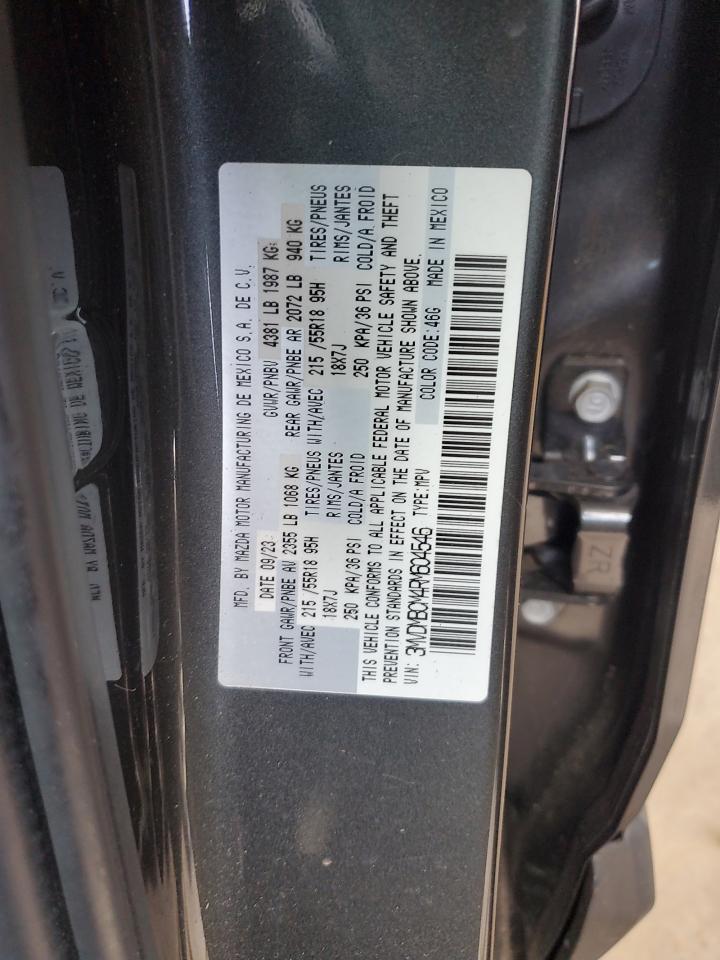 MFD. BY MAZDA MOTOR MANUFACTURING DE MEXICO S.A. DE C.V.
DATE 09/23 GVWR/PNBV 4381 LB 1987 KG
FRONT GAWR/PNBE AV 2355 LB 1068 KG REAR GAWR/PNBE AR 2072 LB 940 KG
WITH/AVEC 215 /55R18 95H TIRES/PNEUS WITH/AVEC 215 /55R18 95H TIRES/PNEUS
18X7J RIMS/JANTES 18X7J RIMS/JANTES
250 KPA/36 PSI COLD/A FROID 250 KPA/36 PSI COLD/A FROID
THIS VEHICLE CONFORMS TO ALL APPLICABLE FEDERAL MOTOR VEHICLE SAFETY AND THEFT
PREVENTION STANDARDS IN EFFECT ON THE DATE OF MANUFACTURE SHOWN ABOVE.
VIN: 3MVDMBCM4RM604546 TYPE:MPV COLOR CODE:46G MADE IN MEXICO
ZR